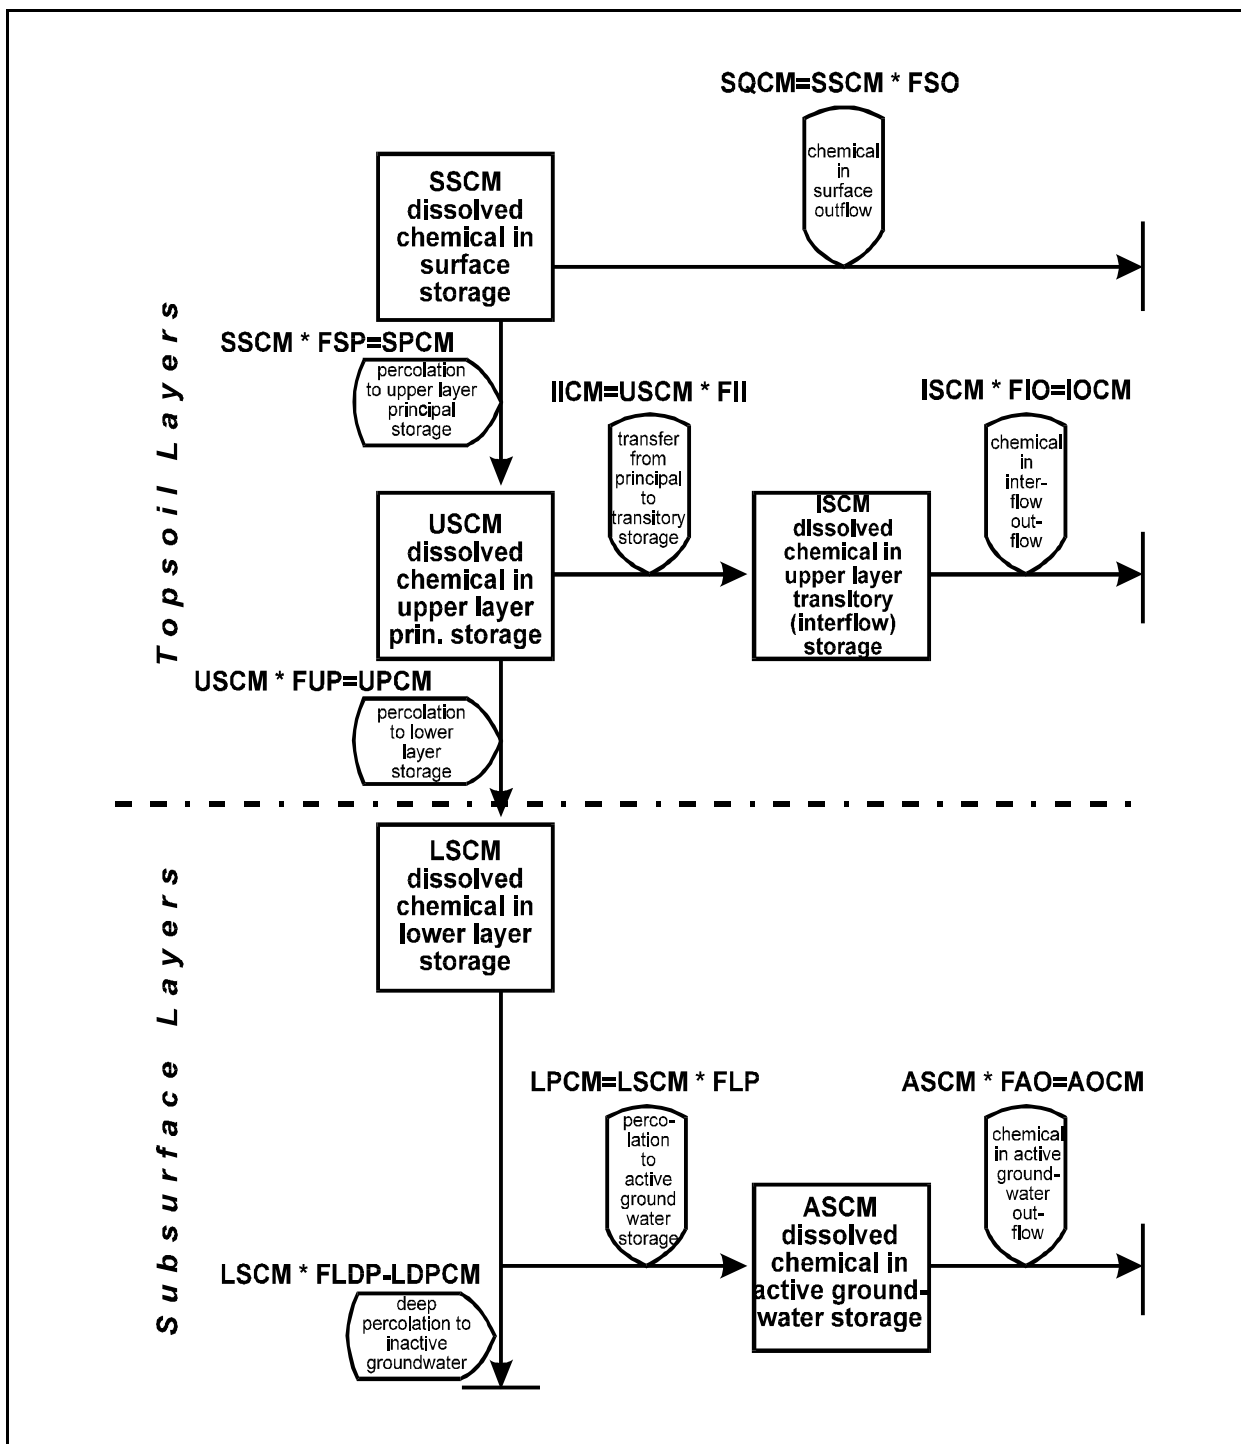 SQCM=SSCM * FSO
chemical
in
surface
outflow
SSCM
dissolved
chemical in
surface
storage
Topsoil Layers
SSCM * FSP=SPCM
percolation
to upper layer
principal
storage
IICM=USCM * FII
transfer
from
principal
to
transitory
storage
ISCM * FIO=IOCM
chemical
in
inter-
flow
out-
flow
USCM
dissolved
chemical in
upper layer
prin. storage
ISCM
dissolved
chemical in
upper layer
transitory
(interflow)
storage
USCM * FUP=UPCM
percolation
to lower
layer
storage
Subsurface Layers
LSCM
dissolved
chemical in
lower layer
storage
LPCM=LSCM * FLP
perco-
lation
to
active
ground
water
storage
ASCM * FAO=AOCM
chemical
in active
ground-
water
out-
flow
ASCM
dissolved
chemical in
active ground-
water storage
LSCM * FLDP-LDPCM
deep
percolation to
inactive
groundwater